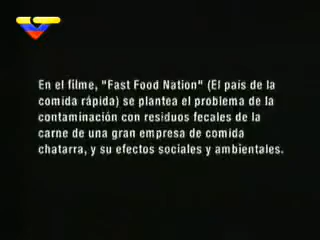 En el filme, "Fast Food Nation" (El país de la
comida rápida) se plantea el problema de la
contaminación con residuos fecales de la
carne de una gran empresa de comida
chatarra, y su efectos sociales y ambientales.